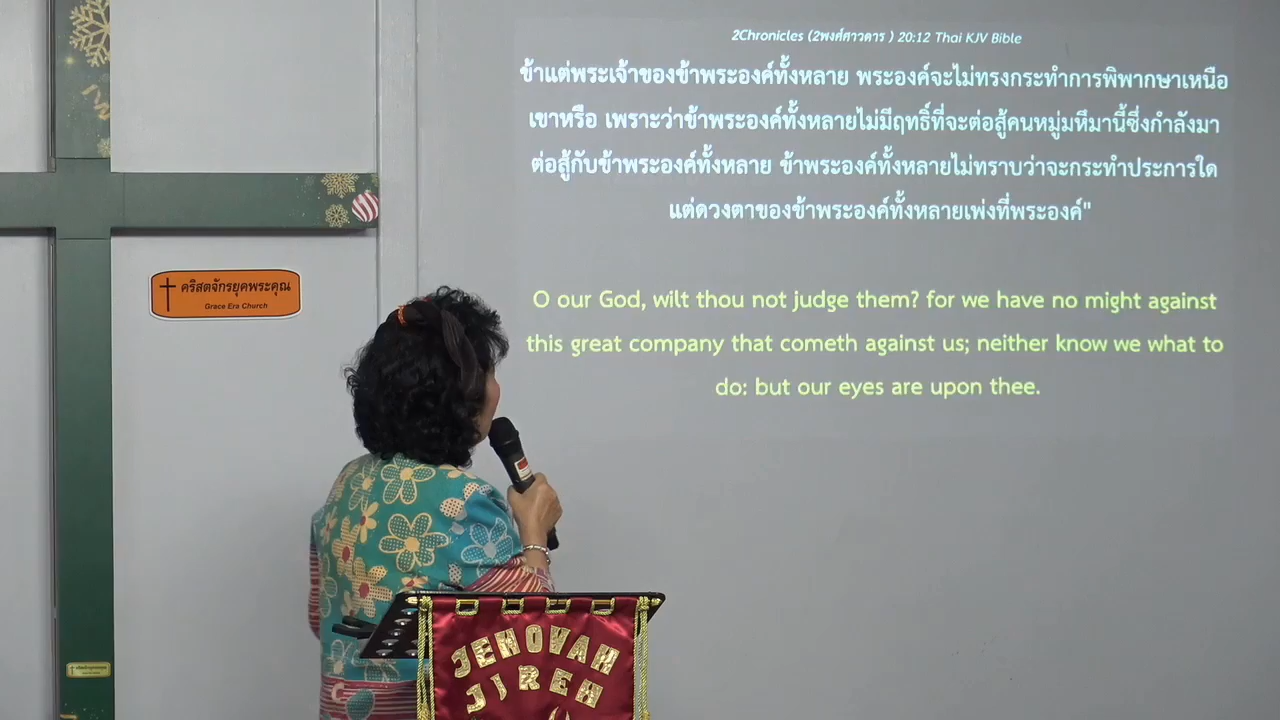 2Chronicles (2พงศ์ศาวดาร ) 20:12 Thai KJV Bible
ข้าแต่พระเจ้าของข้าพระองค์ทั้งหลาย พระองค์จะไม่ทรงกระทำการพิพากษาเหนือ
เขาหรือ เพราะว่าข้าพระองค์ทั้งหลายไม่มีฤทธิ์ที่จะต่อสู้คนหมู่มหึมานี้ซึ่งกำลังมา
ต่อสู้กับข้าพระองค์ทั้งหลาย ข้าพระองค์ทั้งหลายไม่ทราบว่าจะกระทำประการใด
แต่ดวงตาของข้าพระองค์ทั้งหลายเพ่งที่พระองค์"
O our God, wilt thou not judge them? for we have no might against
this great company that cometh against us; neither know we what to
do: but our eyes are upon thee.
คริสตจักรยุคพระคุณ
Grace Era Church
JEHOVAH
JIREH